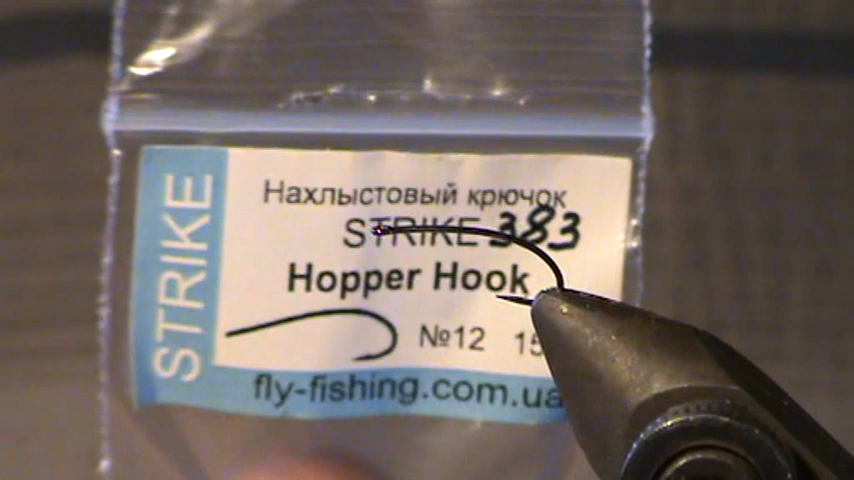 STRIKE
Нахлыстовый крючок
STRIKE 383
Hopper Hook
№12
fly-fishing.com.ua